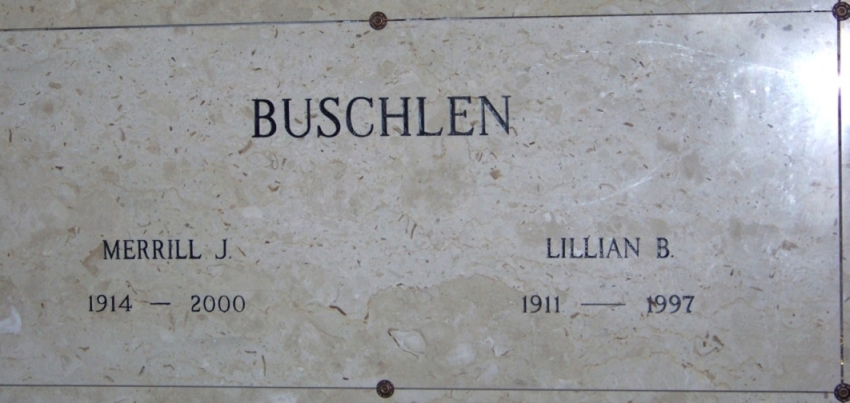 BUSCHLEN
MERRILL J. LILLIAN B.
1914 — 2000 1911 — 1997